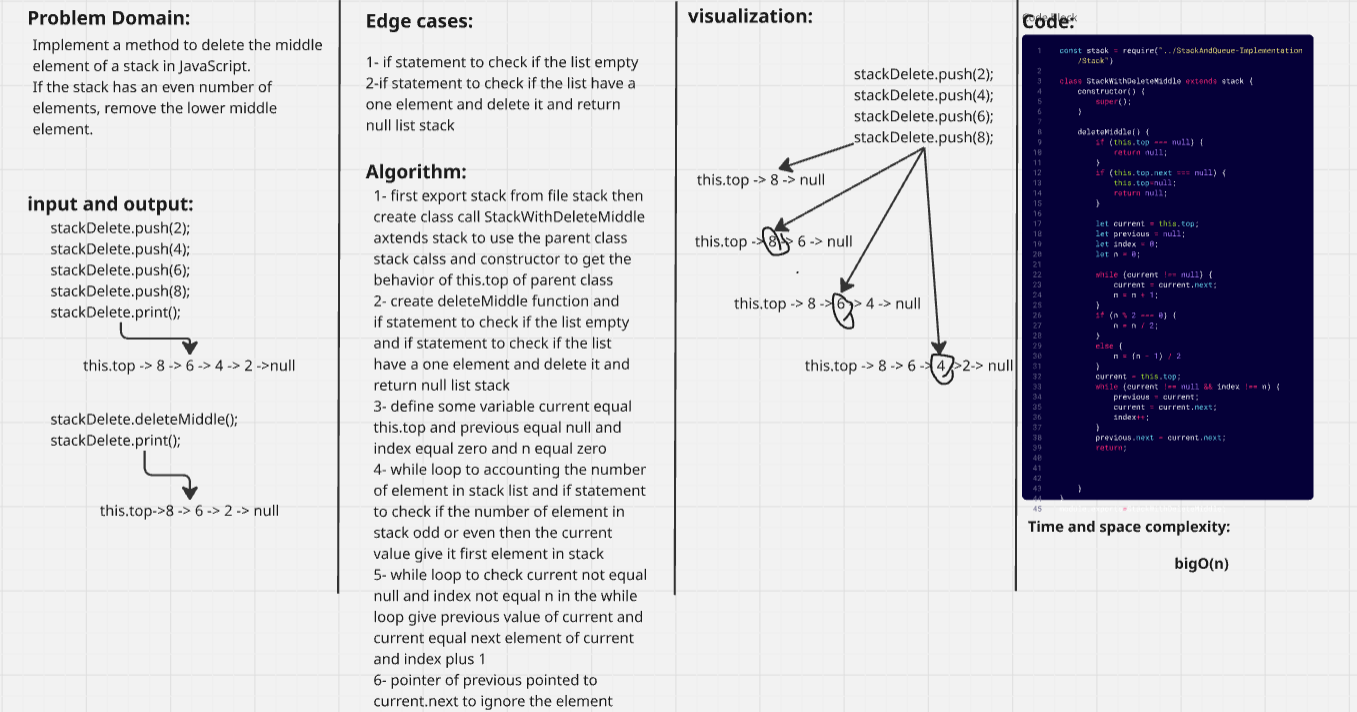 Problem Domain:
Implement a method to delete the middle
element of a stack in JavaScript.
If the stack has an even number of
elements, remove the lower middle
element.
input and output:
stackDelete.push(2);
stackDelete.push(4);
stackDelete.push(6);
stackDelete.push(8);
stackDelete.print();
this.top -> 8 -> 6 -> 4 -> 2 ->null
stackDelete.deleteMiddle();
stackDelete.print();
this.top->8 -> 6 -> 2 -> null
Edge cases:
1- if statement to check if the list empty
2-if statement to check if the list have a
one element and delete it and return
null list stack
Algorithm:
1- first export stack from file stack then
create class call StackWithDeleteMiddle
axtends stack to use the parent class
stack calss and constructor to get the
behavior of this.top of parent class
2- create deleteMiddle function and
if statement to check if the list empty
and if statement to check if the list
have a one element and delete it and
return null list stack
3- define some variable current equal
this.top and previous equal null and
index equal zero and n equal zero
4- while loop to accounting the number
of element in stack list and if statement
to check if the number of element in
stack odd or even then the current
value give it first element in stack
5- while loop to check current not equal
null and index not equal n in the while
loop give previous value of current and
current equal next element of current
and index plus 1
6- pointer of previous pointed to
current.next to ignore the element
visualization:
stackDelete.push(2);
stackDelete.push(4);
stackDelete.push(6);
stackDelete.push(8);
this.top -> 8 -> null
this.top -> 8 -> 6 -> null
this.top -> 8 -> 6 -> 4 -> null
this.top -> 8 -> 6 -> 4 ->2-> null
Code Block
Code:
1 const stack = require("../StackAndQueue-Implementation
/Stack")
2
3 class StackWithDeleteMiddle extends stack {
4 constructor() {
5 super();
6 }
7
8 deleteMiddle() {
9 if (this.top === null) {
10 return null;
11 }
12 if (this.top.next === null) {
13 this.top=null;
14 return null;
15 }
16
17 let current = this.top;
18 let previous = null;
19 let index = 0;
20 let n = 0;
21
22 while (current !== null) {
23 current = current.next;
24 n = n + 1;
25 }
26 if (n % 2 === 0) {
27 n = n / 2;
28 }
29 else {
30 n = (n - 1) / 2
31 }
32 current = this.top;
33 while (current !== null && index !== n) {
34 previous = current;
35 current = current.next;
36 index++;
37 }
38 previous.next = current.next;
39 return;
40
41
42
43 }
44 }
45
Time and space complexity:
bigO(n)